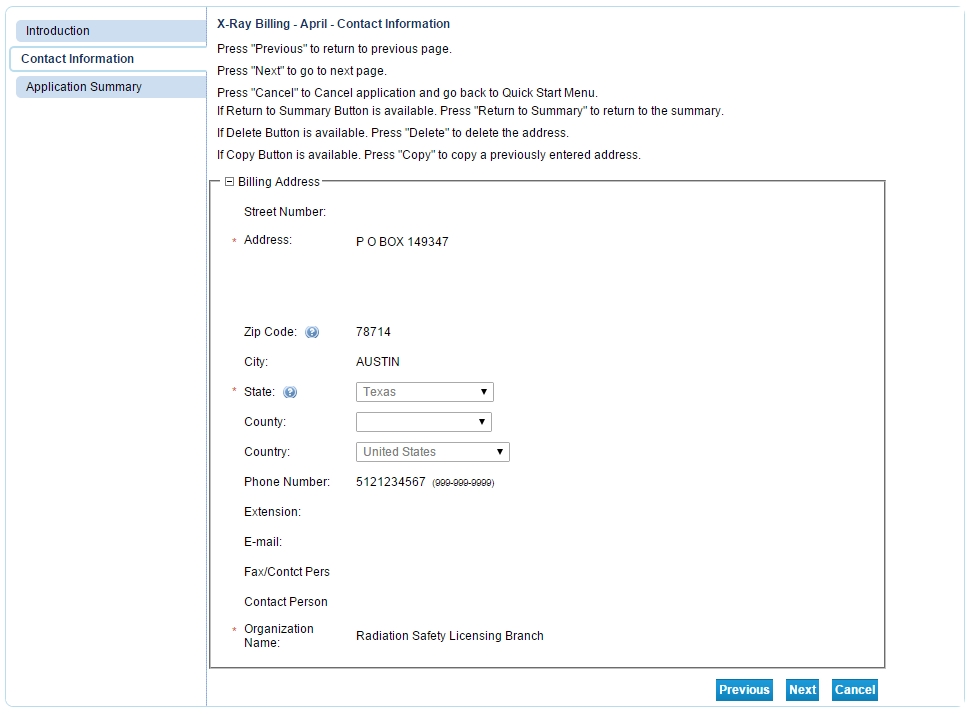 Introduction
Contact Information
Application Summary
X-Ray Billing - April - Contact Information
Press "Previous" to return to previous page.
Press "Next" to go to next page.
Press "Cancel" to Cancel application and go back to Quick Start Menu.
If Return to Summary Button is available. Press "Return to Summary" to return to the summary.
If Delete Button is available. Press "Delete" to delete the address.
If Copy Button is available. Press "Copy" to copy a previously entered address.
Billing Address
Street Number:
* Address: P O BOX 149347
Zip Code: ? 78714
City: AUSTIN
* State: ? Texas
County:
Country: United States
Phone Number: 5121234567 (999-999-9999)
Extension:
E-mail:
Fax/Contct Pers
Contact Person
* Organization
Name: Radiation Safety Licensing Branch
Previous Next Cancel